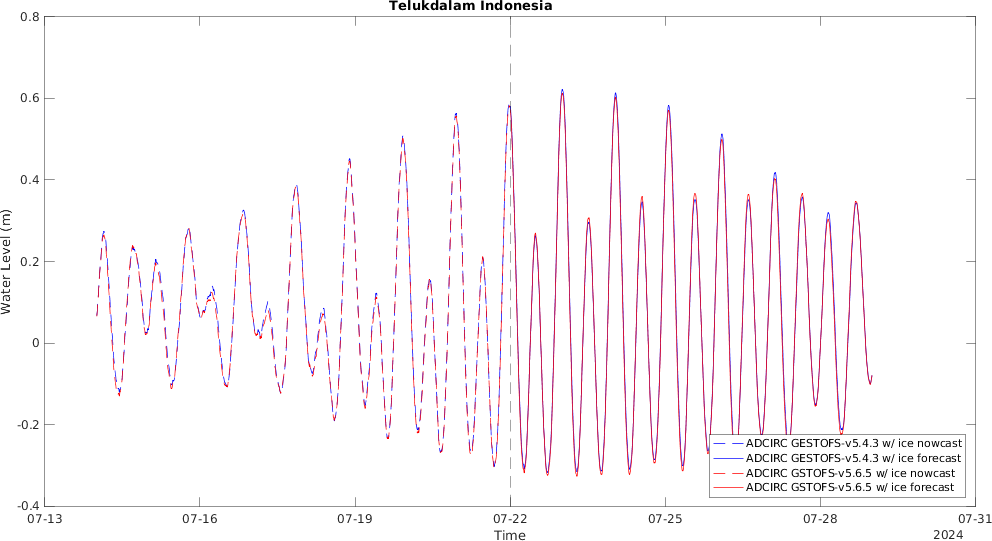 Telukdalam Indonesia
0.8
0.6
0.4
0.2
0
-0.2
-0.4
Water Level (m)
07-13
07-16
07-19
07-22
07-25
07-28
07-31
Time
2024
ADCIRC GESTOFS-v5.4.3 w/ ice nowcast
ADCIRC GESTOFS-v5.4.3 w/ ice forecast
ADCIRC GSTOFS-v5.6.5 w/ ice nowcast
ADCIRC GSTOFS-v5.6.5 w/ ice forecast